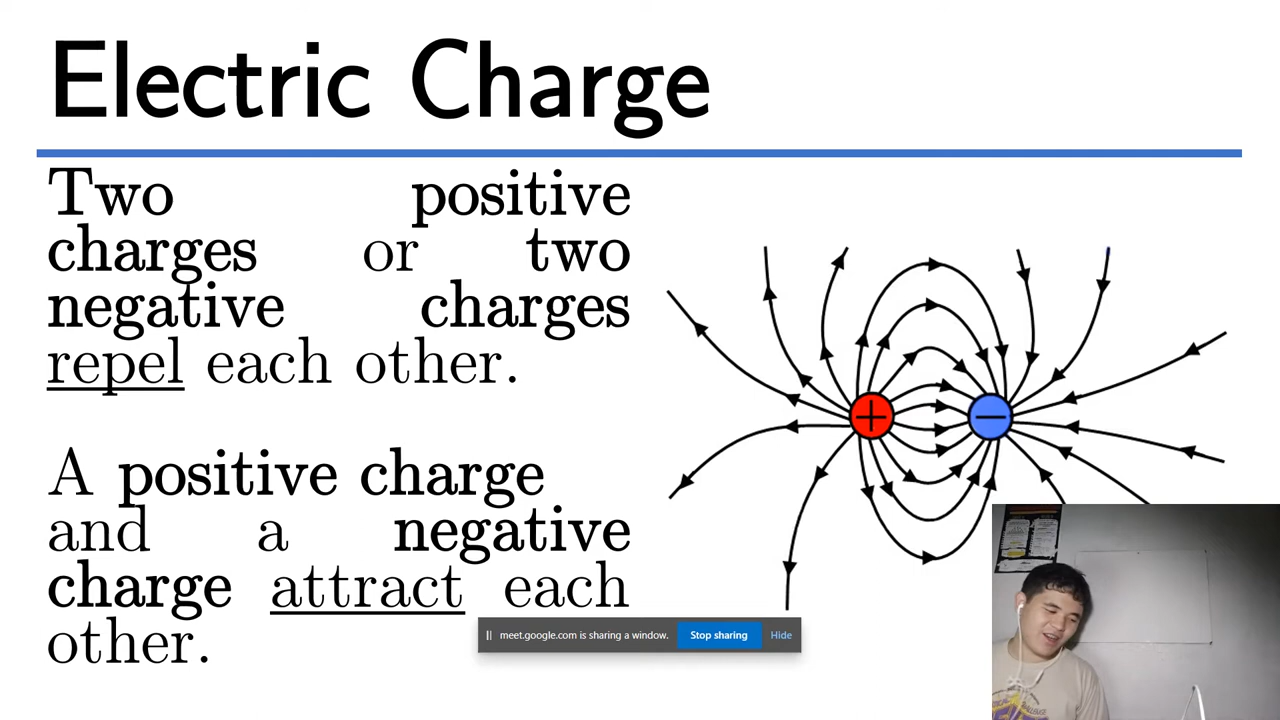 Electric Charge
Two positive
charges or two
negative charges
repel each other.
A positive charge
and a negative
charge attract each
other.
+
−
meet.google.com is sharing a window. Stop sharing Hide